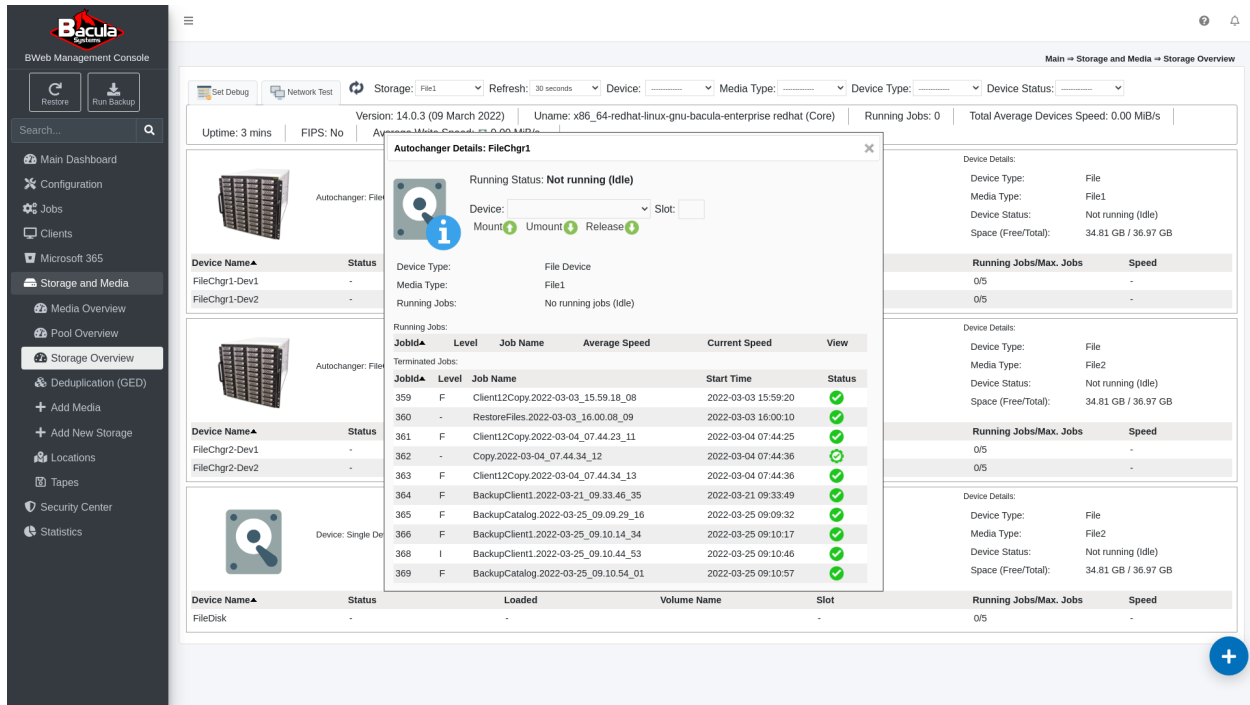 Bacula
Systems
BWeb Management Console
Restore
Run Backup
Search...
Main Dashboard
Configuration
Jobs
Clients
Microsoft 365
Storage and Media
Media Overview
Pool Overview
Storage Overview
Deduplication (GED)
Add Media
Add New Storage
Locations
Tapes
Security Center
Statistics
Main ⇒ Storage and Media ⇒ Storage Overview
Set Debug Network Test Storage: File1 Refresh: 30 seconds Device: ------------ Media Type: ------------ Device Type: ------------ Device Status: ------------
Version: 14.0.3 (09 March 2022) Uname: x86_64-redhat-linux-gnu-bacula-enterprise redhat (Core) Running Jobs: 0 Total Average Devices Speed: 0.00 MiB/s
Uptime: 3 mins FIPS: No Average Write Speed: 0.00 MiB/s
Autochanger Details: FileChgr1
Running Status: Not running (Idle)
Device: Slot:
Mount Umount Release
Device Type: File Device
Media Type: File1
Running Jobs: No running jobs (Idle)
Running Jobs:
JobId Level Job Name Average Speed Current Speed View
Terminated Jobs:
JobId Level Job Name Start Time Status
359 F Client12Copy.2022-03-03_15.59.18_08 2022-03-03 15:59:20
360 - RestoreFiles.2022-03-03_16.00.08_09 2022-03-03 16:00:10
361 F Client12Copy.2022-03-04_07.44.23_11 2022-03-04 07:44:25
362 - Copy.2022-03-04_07.44.34_12 2022-03-04 07:44:36
363 F Client12Copy.2022-03-04_07.44.34_13 2022-03-04 07:44:36
364 F BackupClient1.2022-03-21_09.33.46_35 2022-03-21 09:33:49
365 F BackupCatalog.2022-03-25_09.09.29_16 2022-03-25 09:09:32
366 F BackupClient1.2022-03-25_09.10.14_34 2022-03-25 09:10:17
368 I BackupClient1.2022-03-25_09.10.44_53 2022-03-25 09:10:46
369 F BackupCatalog.2022-03-25_09.10.54_01 2022-03-25 09:10:57
Autochanger: File
Device Details:
Device Type: File
Media Type: File1
Device Status: Not running (Idle)
Space (Free/Total): 34.81 GB / 36.97 GB
Device Name Status Running Jobs/Max. Jobs Speed
FileChgr1-Dev1 - 0/5 -
FileChgr1-Dev2 - 0/5 -
Autochanger: File
Device Details:
Device Type: File
Media Type: File2
Device Status: Not running (Idle)
Space (Free/Total): 34.81 GB / 36.97 GB
Device Name Status Running Jobs/Max. Jobs Speed
FileChgr2-Dev1 - 0/5 -
FileChgr2-Dev2 - 0/5 -
Device: Single De
Device Details:
Device Type: File
Media Type: File2
Device Status: Not running (Idle)
Space (Free/Total): 34.81 GB / 36.97 GB
Device Name Status Loaded Volume Name Slot Running Jobs/Max. Jobs Speed
FileDisk - - - 0/5 -